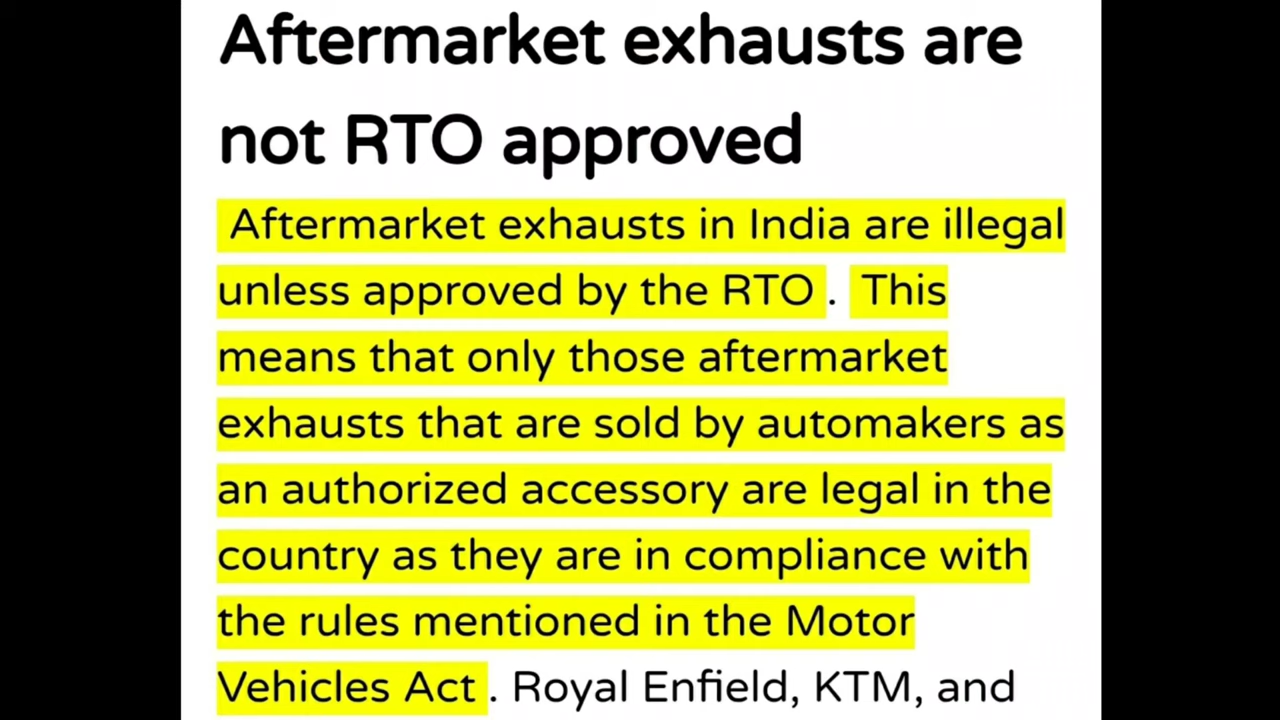 Aftermarket exhausts are
not RTO approved
Aftermarket exhausts in India are illegal
unless approved by the RTO . This
means that only those aftermarket
exhausts that are sold by automakers as
an authorized accessory are legal in the
country as they are in compliance with
the rules mentioned in the Motor
Vehicles Act . Royal Enfield, KTM, and